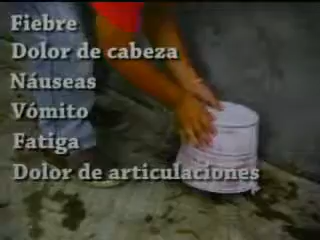 Fiebre
Dolor de cabeza
Náuseas
Vómito
Fatiga
Dolor de articulaciones